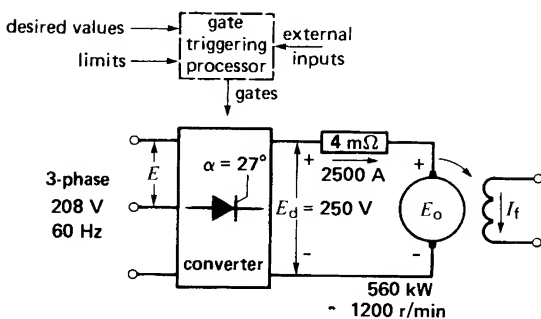 desired values
limits
gate
triggering
processor
external
inputs
gates
3-phase
208 V
60 Hz
E
α = 27°
converter
4 mΩ
+
2500 A
+
E_d = 250 V
E_o
I_f
-
-
560 kW
~ 1200 r/min